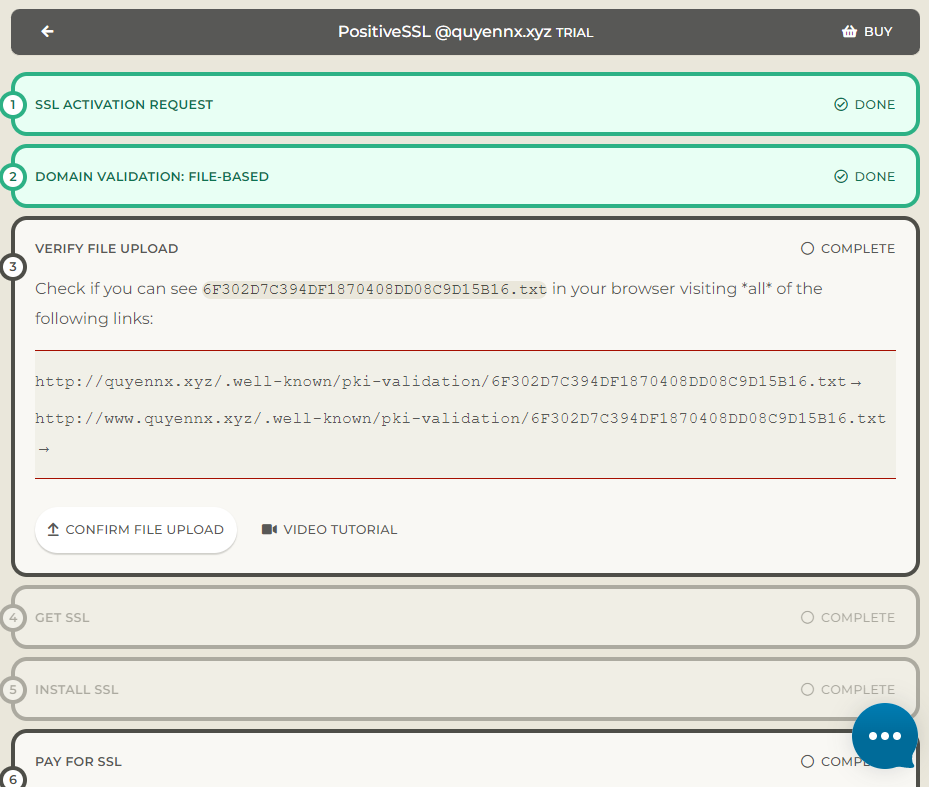 PositiveSSL @quyennx.xyz TRIAL
BUY
1
SSL ACTIVATION REQUEST
DONE
2
DOMAIN VALIDATION: FILE-BASED
DONE
3
VERIFY FILE UPLOAD
COMPLETE
Check if you can see 6F302D7C394DF1870408DD08C9D15B16.txt in your browser visiting *all* of the
following links:
http://quyennx.xyz/.well-known/pki-validation/6F302D7C394DF1870408DD08C9D15B16.txt→
http://www.quyennx.xyz/.well-known/pki-validation/6F302D7C394DF1870408DD08C9D15B16.txt
→
CONFIRM FILE UPLOAD
VIDEO TUTORIAL
4
GET SSL
COMPLETE
5
INSTALL SSL
COMPLETE
6
PAY FOR SSL